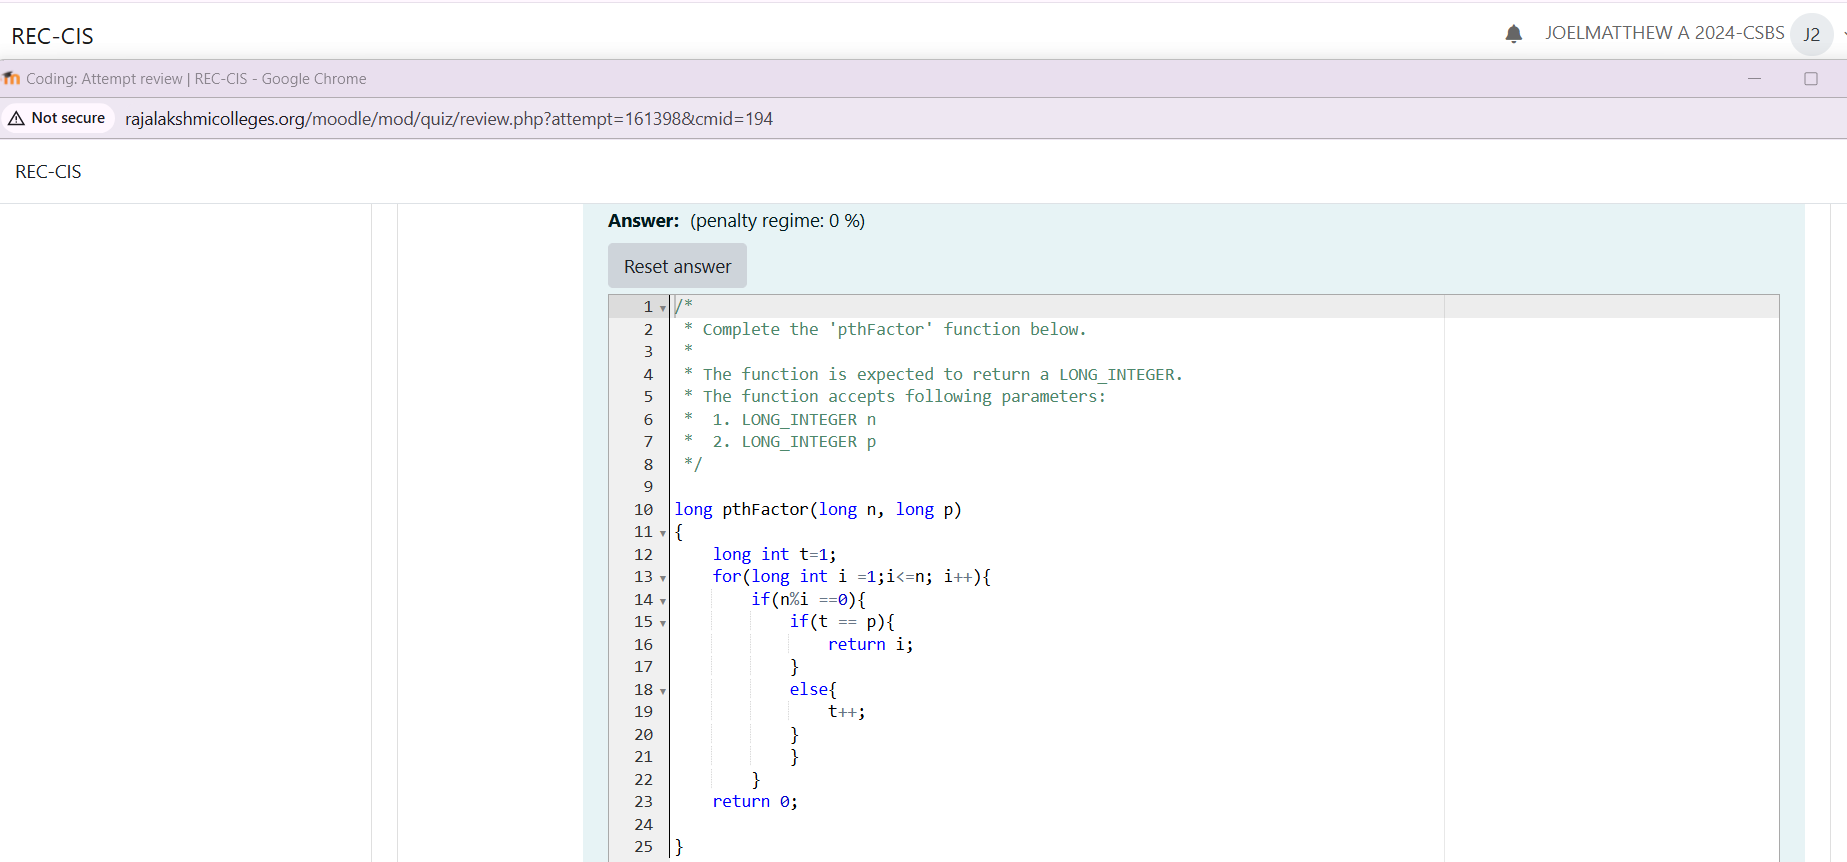 REC-CIS
JOELMATTHEW A 2024-CSBS J2
Coding: Attempt review | REC-CIS - Google Chrome
Not secure rajalakshmicolleges.org/moodle/mod/quiz/review.php?attempt=161398&cmid=194
REC-CIS
Answer: (penalty regime: 0 %)
Reset answer
1 /*
2 * Complete the 'pthFactor' function below.
3 *
4 * The function is expected to return a LONG_INTEGER.
5 * The function accepts following parameters:
6 *  1. LONG_INTEGER n
7 *  2. LONG_INTEGER p
8 */
9
10 long pthFactor(long n, long p)
11 {
12     long int t=1;
13     for(long int i =1;i<=n; i++){
14         if(n%i ==0){
15             if(t == p){
16                 return i;
17             }
18             else{
19                 t++;
20             }
21             }
22         }
23     return 0;
24
25 }